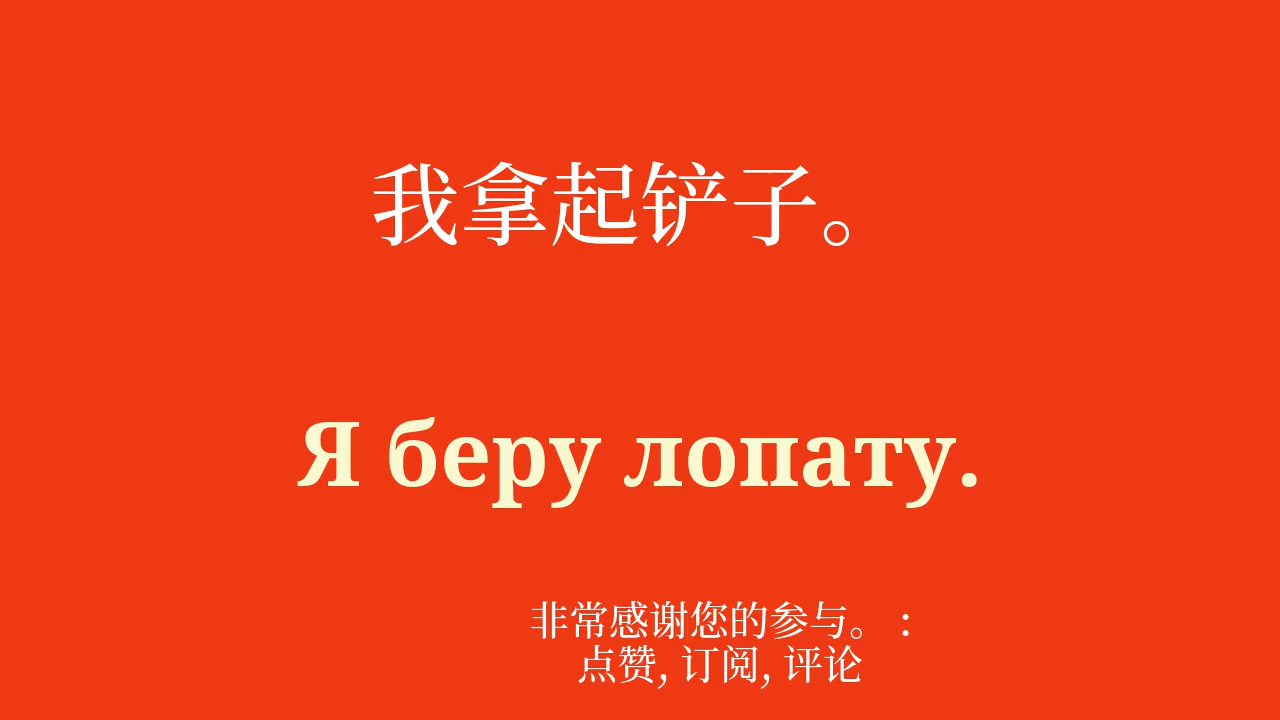 我拿起铲子。
Я беру лопату.
非常感谢您的参与。 :
点赞, 订阅, 评论